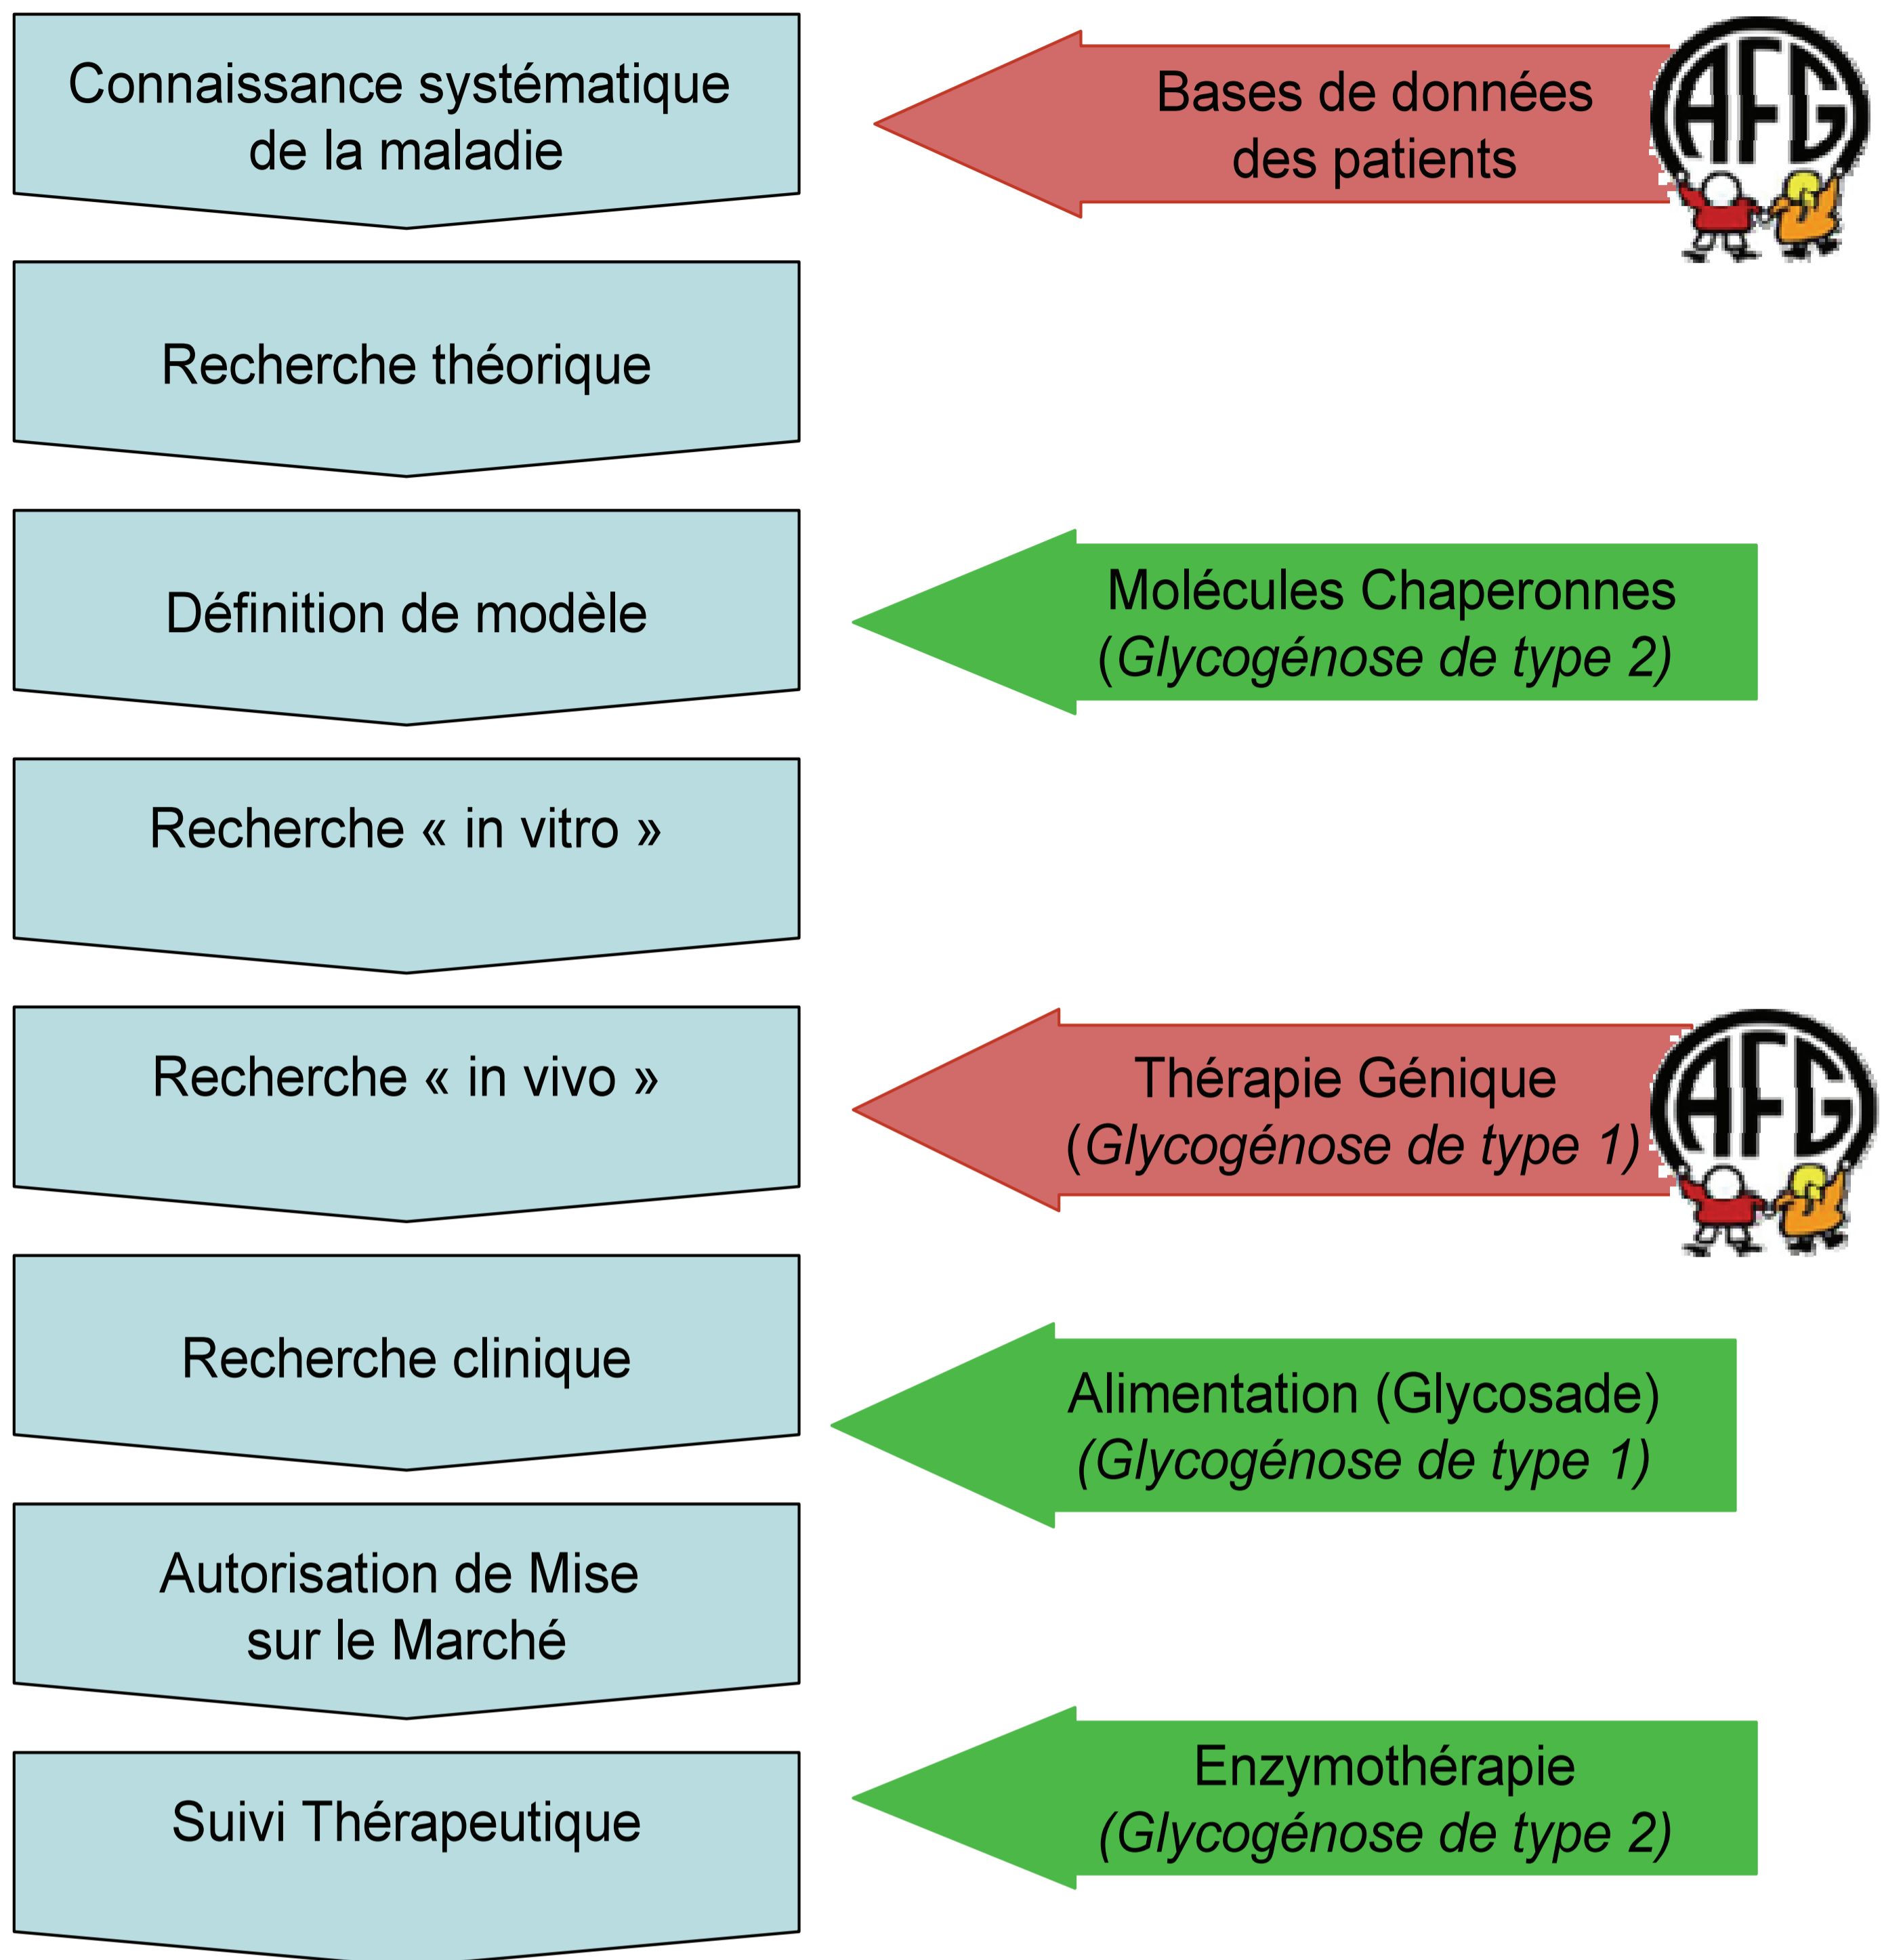 Connaissance systématique
de la maladie
Bases de données
des patients
AFG
Recherche théorique
Définition de modèle
Molécules Chaperonnes
(Glycogénose de type 2)
Recherche « in vitro »
Recherche « in vivo »
Thérapie Génique
(Glycogénose de type 1)
AFG
Recherche clinique
Alimentation (Glycosade)
(Glycogénose de type 1)
Autorisation de Mise
sur le Marché
Suivi Thérapeutique
Enzymothérapie
(Glycogénose de type 2)